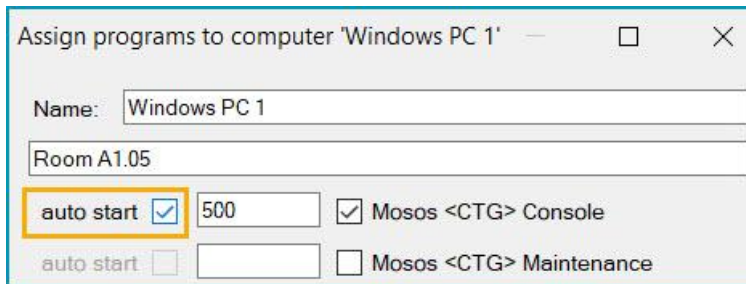 Assign programs to computer 'Windows PC 1'
Name: Windows PC 1
Room A1.05
auto start 500 Mosos <CTG> Console
auto start Mosos <CTG> Maintenance